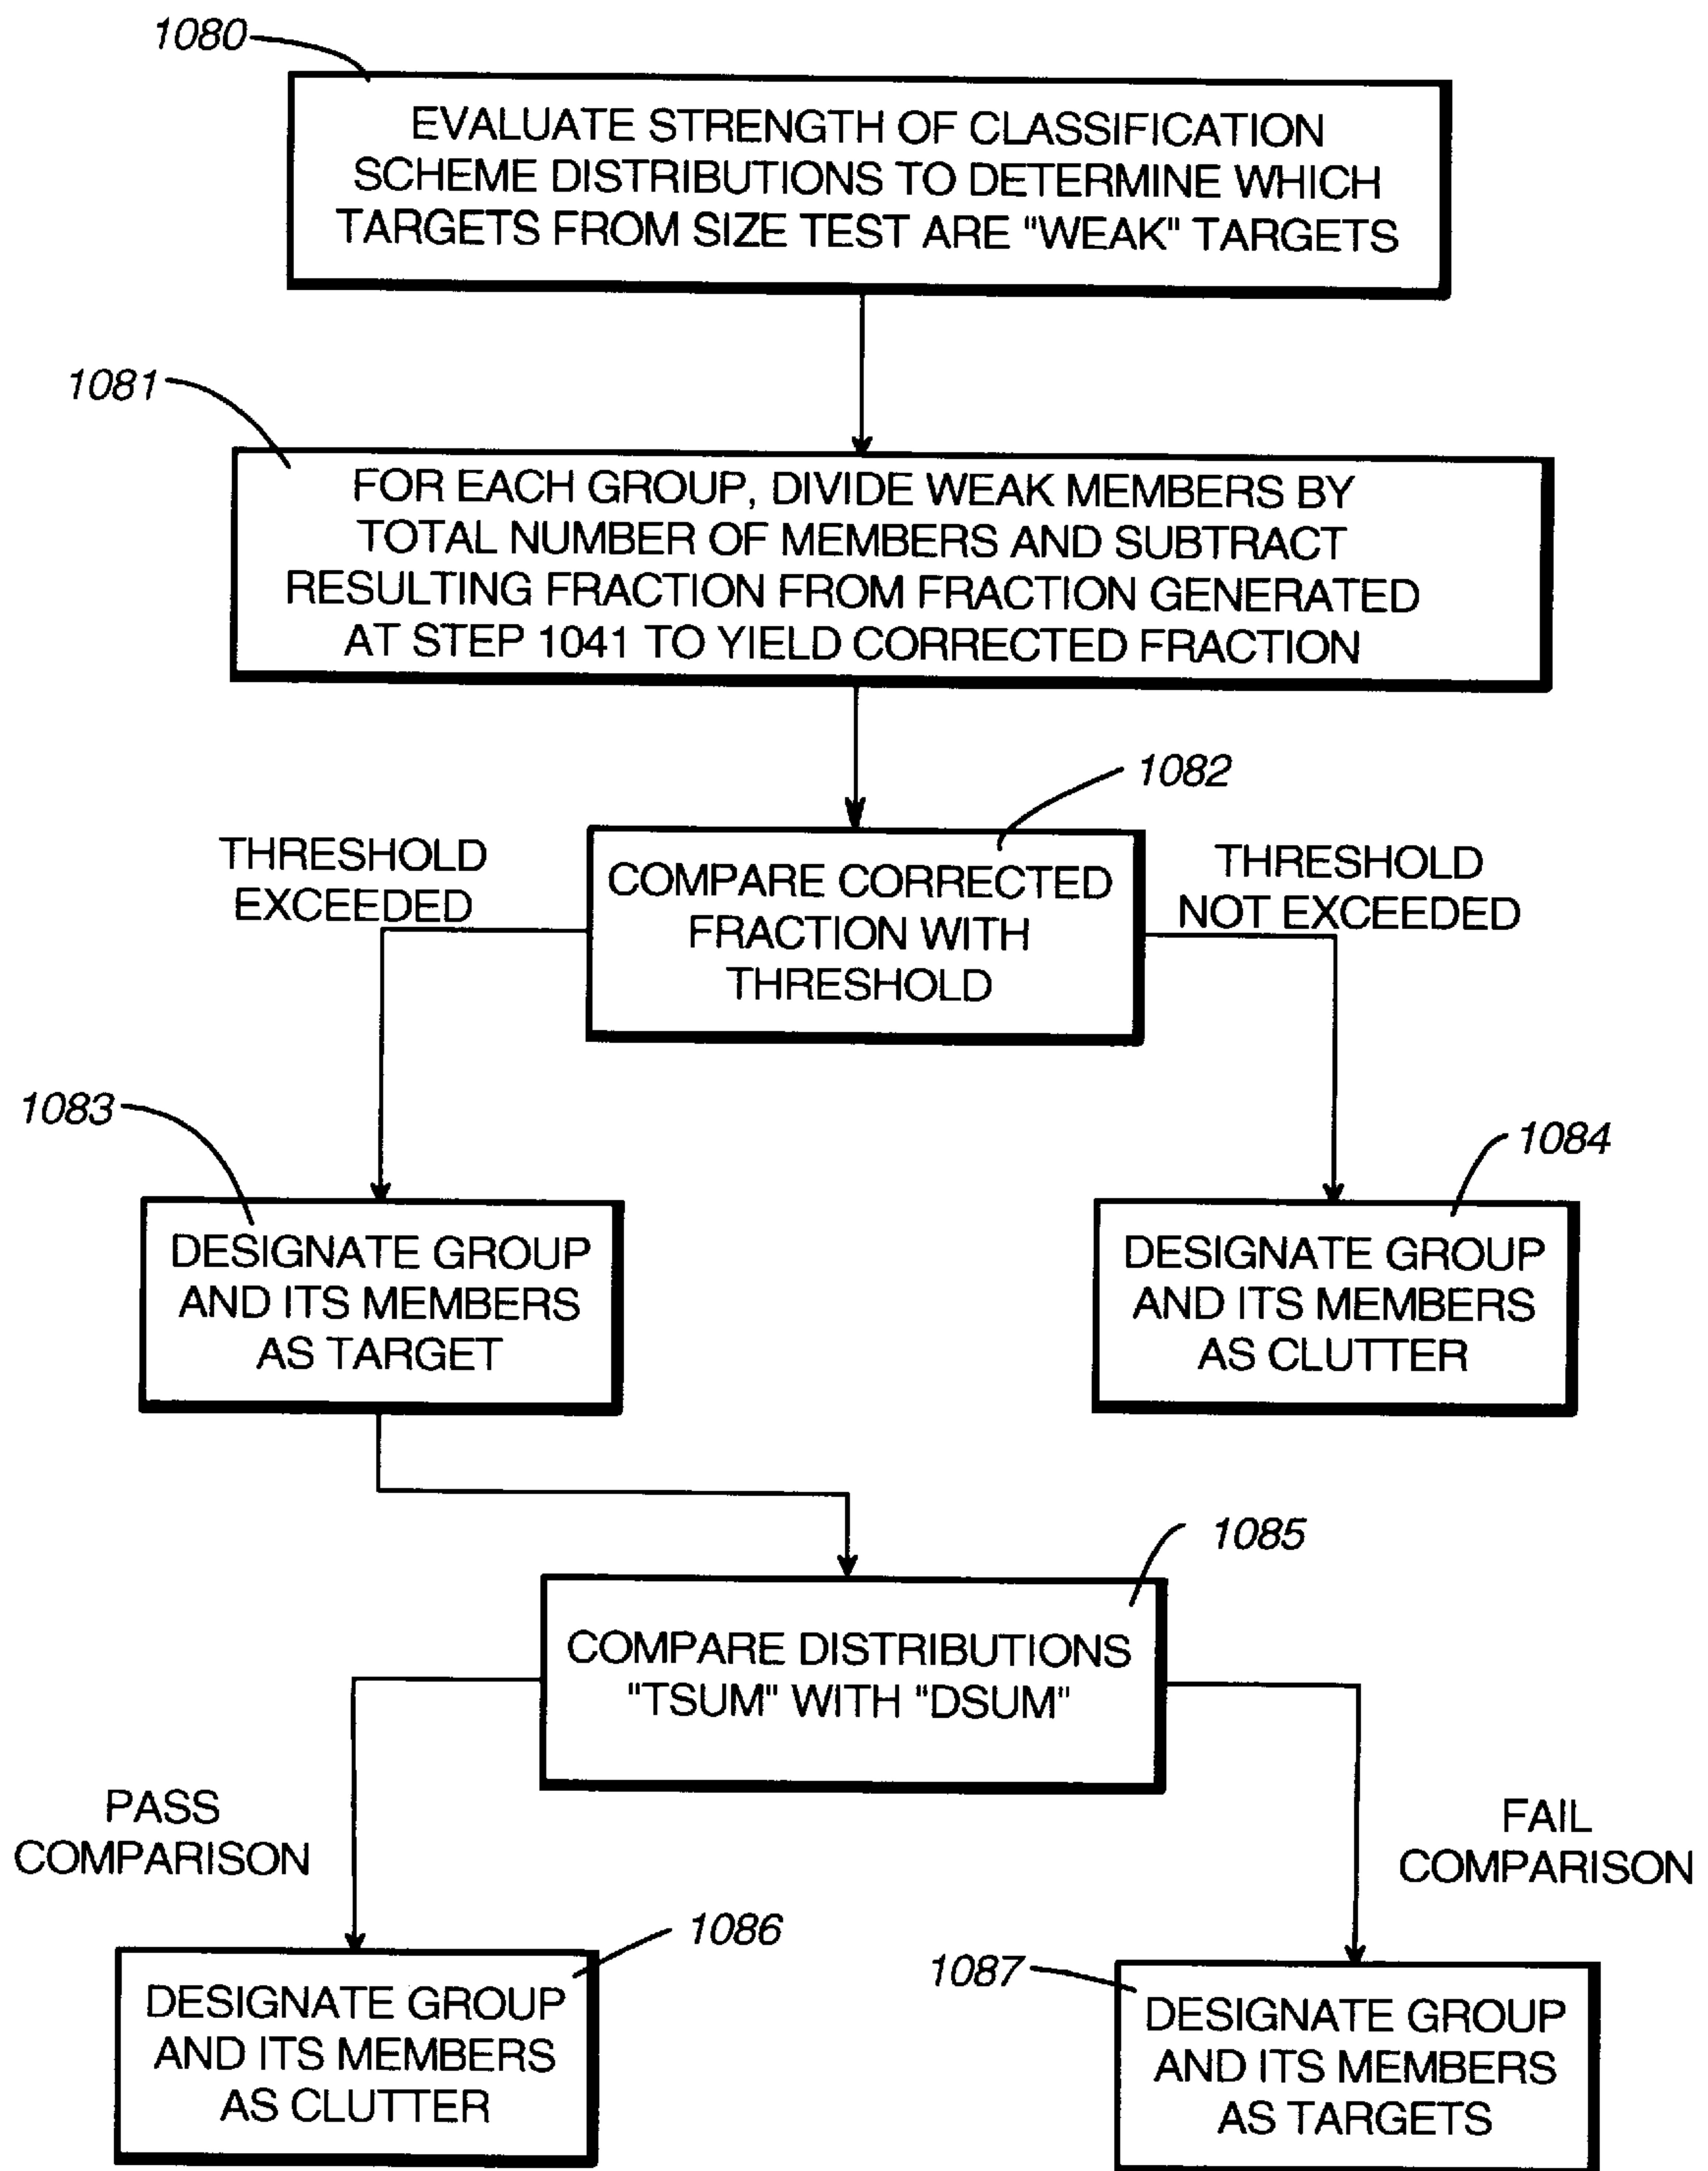 1080
EVALUATE STRENGTH OF CLASSIFICATION
SCHEME DISTRIBUTIONS TO DETERMINE WHICH
TARGETS FROM SIZE TEST ARE "WEAK" TARGETS
1081
FOR EACH GROUP, DIVIDE WEAK MEMBERS BY
TOTAL NUMBER OF MEMBERS AND SUBTRACT
RESULTING FRACTION FROM FRACTION GENERATED
AT STEP 1041 TO YIELD CORRECTED FRACTION
1082
THRESHOLD
EXCEEDED
COMPARE CORRECTED
FRACTION WITH
THRESHOLD
THRESHOLD
NOT EXCEEDED
1083
DESIGNATE GROUP
AND ITS MEMBERS
AS TARGET
1084
DESIGNATE GROUP
AND ITS MEMBERS
AS CLUTTER
1085
COMPARE DISTRIBUTIONS
"TSUM" WITH "DSUM"
PASS
COMPARISON
FAIL
COMPARISON
1086
DESIGNATE GROUP
AND ITS MEMBERS
AS CLUTTER
1087
DESIGNATE GROUP
AND ITS MEMBERS
AS TARGETS